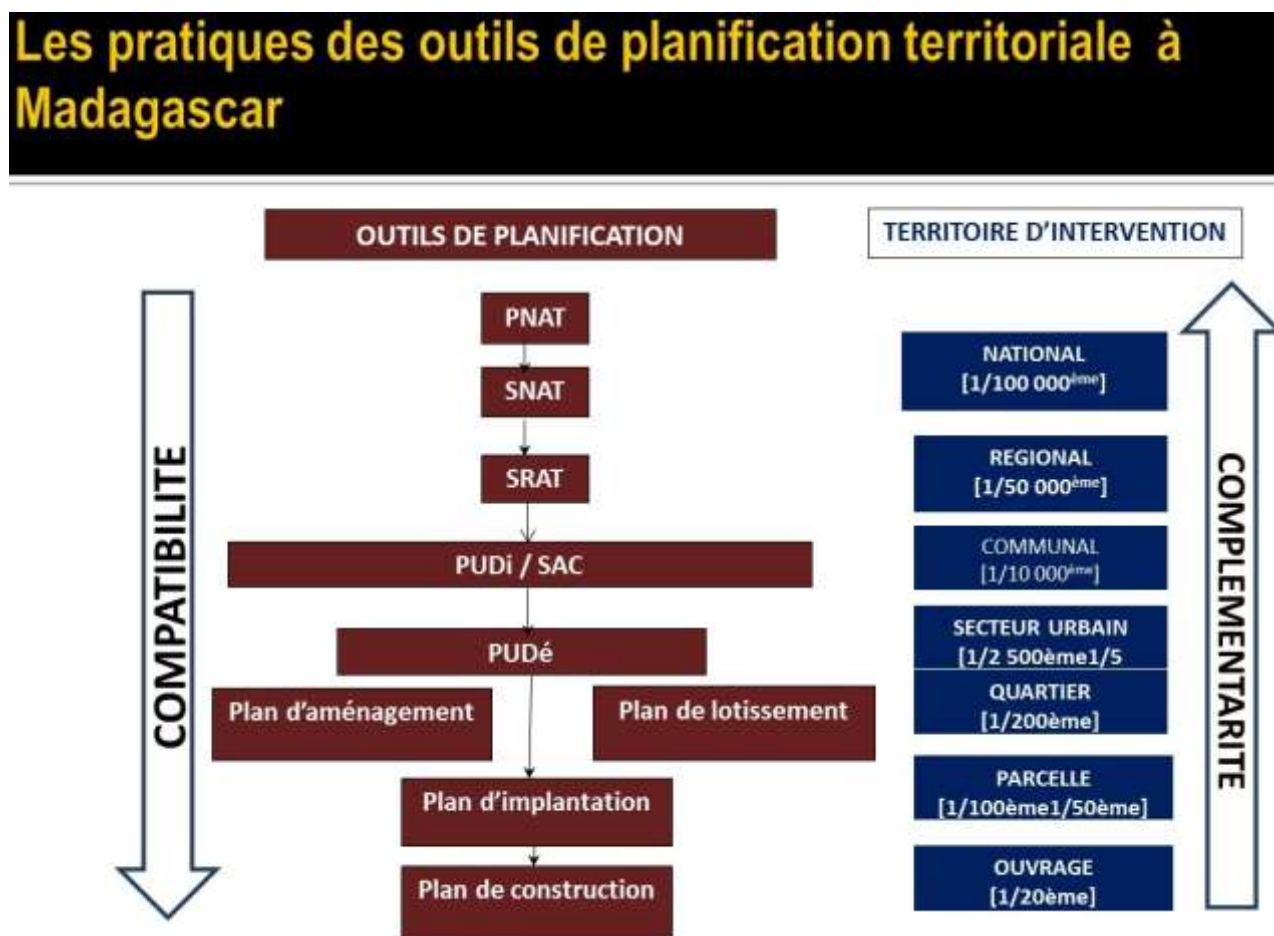 Les pratiques des outils de planification territoriale à
Madagascar
OUTILS DE PLANIFICATION
TERRITOIRE D'INTERVENTION
COMPATIBILITE
PNAT
SNAT
SRAT
PUDi / SAC
PUDé
Plan d'aménagement
Plan de lotissement
Plan d'implantation
Plan de construction
NATIONAL
[1/100 000ème]
REGIONAL
[1/50 000ème]
COMMUNAL
[1/10 000ème]
SECTEUR URBAIN
[1/2 500ème1/5
QUARTIER
[1/200ème]
PARCELLE
[1/100ème1/50ème]
OUVRAGE
[1/20ème]
COMPLEMENTARITE